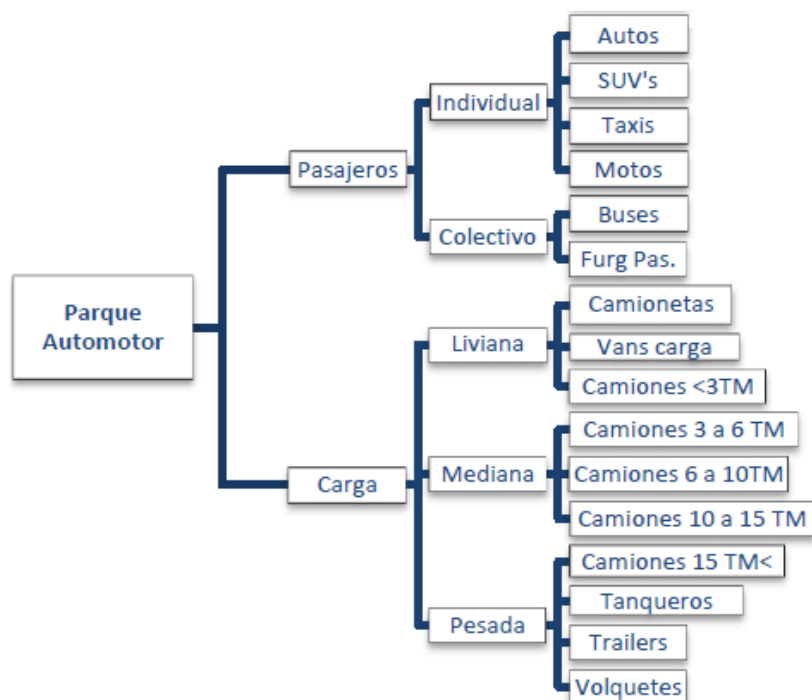 Parque
Automotor
Pasajeros
Individual
Autos
SUV's
Taxis
Motos
Colectivo
Buses
Furg Pas.
Carga
Liviana
Camionetas
Vans carga
Camiones <3TM
Mediana
Camiones 3 a 6 TM
Camiones 6 a 10TM
Camiones 10 a 15 TM
Pesada
Camiones 15 TM<
Tanqueros
Trailers
Volquetes